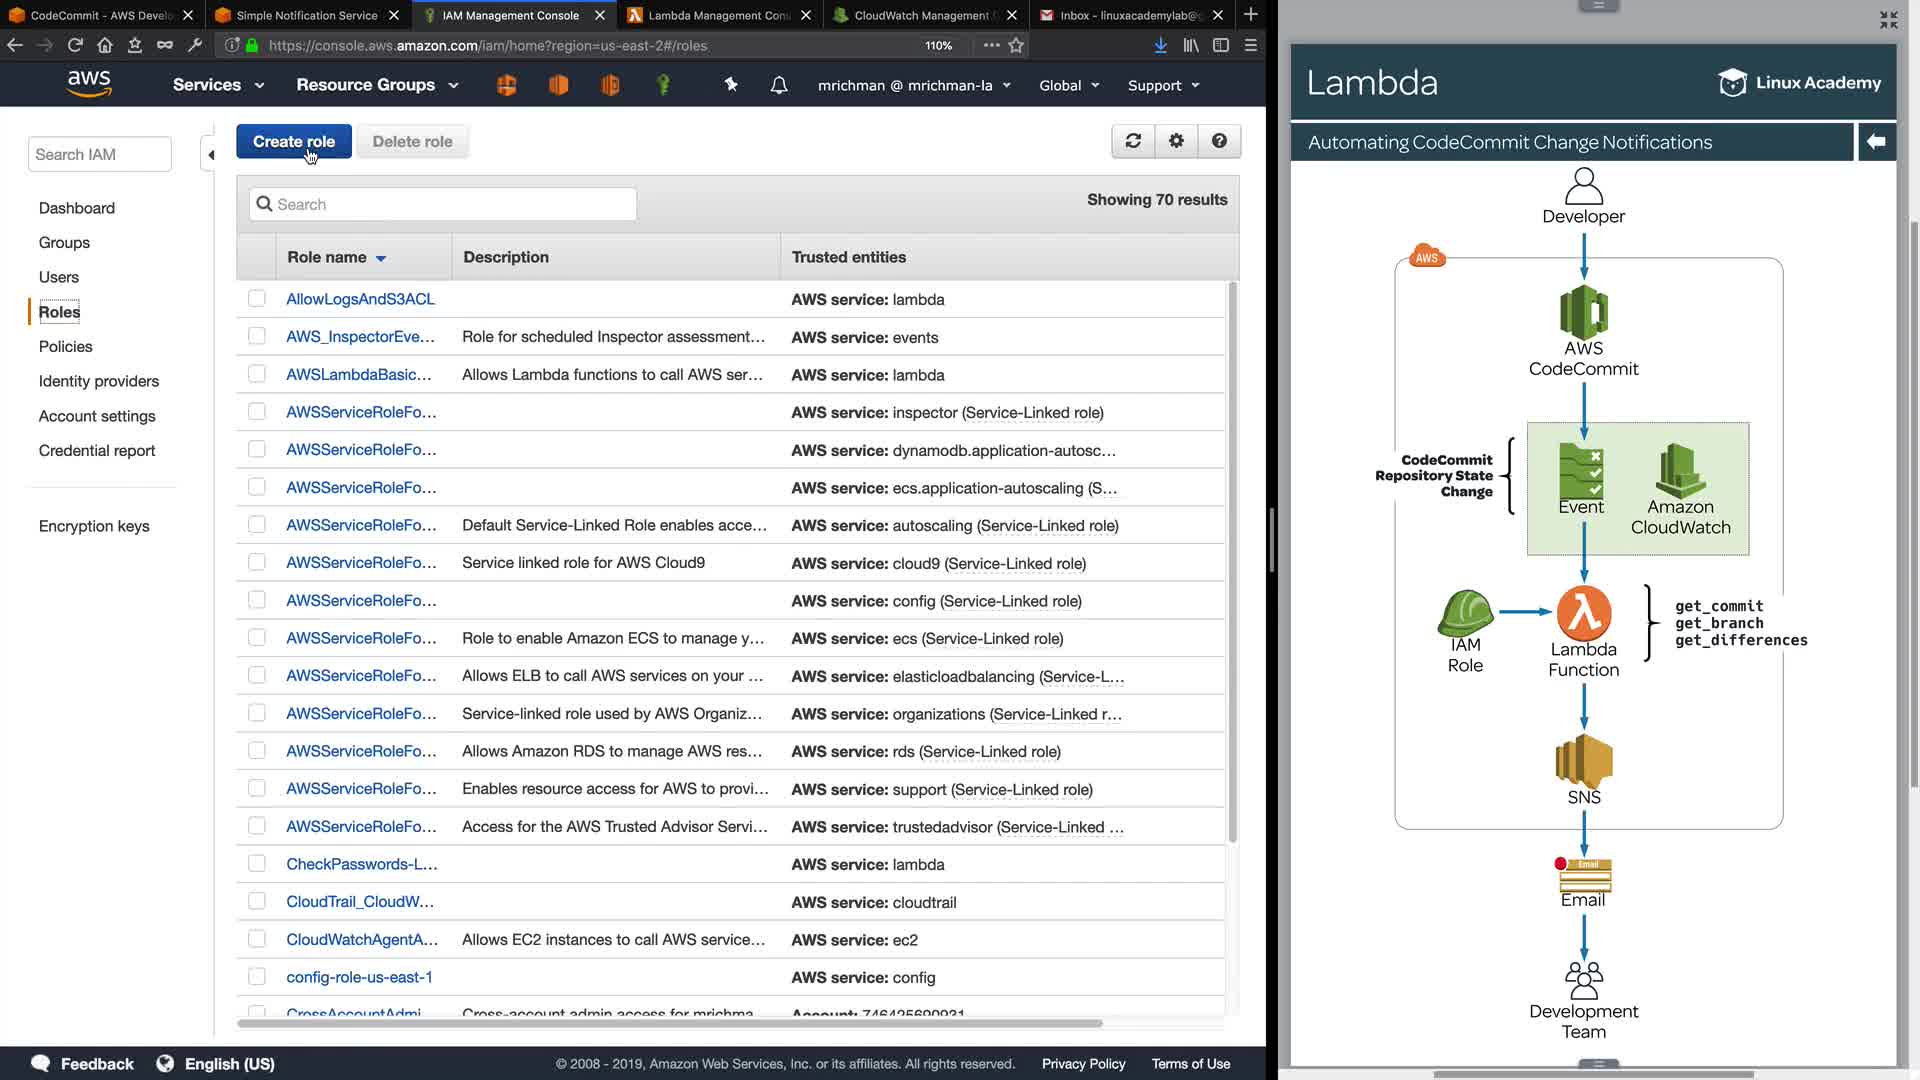 CodeCommit - AWS Develo
Simple Notification Service
IAM Management Console
Lambda Management Con
CloudWatch Management C
Inbox - linuxacademylab@g
https://console.aws.amazon.com/iam/home?region=us-east-2#/roles
110%
aws
Services
Resource Groups
mrichman @ mrichman-la
Global
Support
Search IAM
Dashboard
Groups
Users
Roles
Policies
Identity providers
Account settings
Credential report
Encryption keys
Create role
Delete role
Search
Showing 70 results
Role name
Description
Trusted entities
AllowLogsAndS3ACL
AWS service: lambda
AWS_InspectorEve...
Role for scheduled Inspector assessment...
AWS service: events
AWSLambdaBasic...
Allows Lambda functions to call AWS ser...
AWS service: lambda
AWSServiceRoleFo...
AWS service: inspector (Service-Linked role)
AWSServiceRoleFo...
AWS service: dynamodb.application-autosc...
AWSServiceRoleFo...
AWS service: ecs.application-autoscaling (S...
AWSServiceRoleFo...
Default Service-Linked Role enables acce...
AWS service: autoscaling (Service-Linked role)
AWSServiceRoleFo...
Service linked role for AWS Cloud9
AWS service: cloud9 (Service-Linked role)
AWSServiceRoleFo...
AWS service: config (Service-Linked role)
AWSServiceRoleFo...
Role to enable Amazon ECS to manage y...
AWS service: ecs (Service-Linked role)
AWSServiceRoleFo...
Allows ELB to call AWS services on your ...
AWS service: elasticloadbalancing (Service-L...
AWSServiceRoleFo...
Service-linked role used by AWS Organiz...
AWS service: organizations (Service-Linked r...
AWSServiceRoleFo...
Allows Amazon RDS to manage AWS res...
AWS service: rds (Service-Linked role)
AWSServiceRoleFo...
Enables resource access for AWS to provi...
AWS service: support (Service-Linked role)
AWSServiceRoleFo...
Access for the AWS Trusted Advisor Servi...
AWS service: trustedadvisor (Service-Linked ...
CheckPasswords-L...
AWS service: lambda
CloudTrail_CloudW...
AWS service: cloudtrail
CloudWatchAgentA...
Allows EC2 instances to call AWS service...
AWS service: ec2
config-role-us-east-1
AWS service: config
CrossAccountAdmi
Cross-account admin access for mrichma
Account: 746425690931
Feedback
English (US)
© 2008 - 2019, Amazon Web Services, Inc. or its affiliates. All rights reserved.
Privacy Policy
Terms of Use
Lambda
Linux Academy
Automating CodeCommit Change Notifications
Developer
AWS
AWS
CodeCommit
CodeCommit
Repository State
Change
Event
Amazon
CloudWatch
IAM
Role
Lambda
Function
get_commit
get_branch
get_differences
SNS
Email
Email
Development
Team